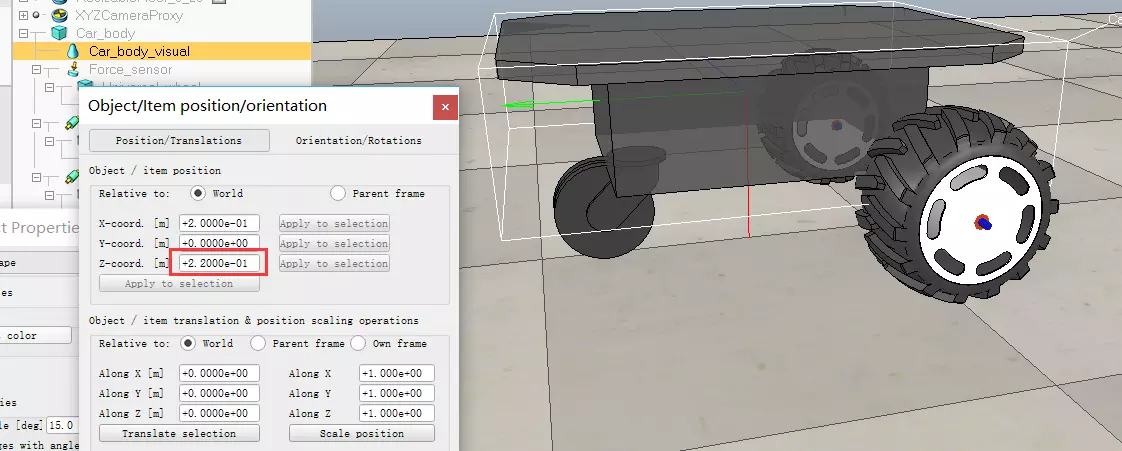 XYZCameraProxy
Car_body
Car_body_visual
Force_sensor
Object/Item position/orientation
×
Position/Translations
Orientation/Rotations
Object / item position
Relative to:
World
Parent frame
X-coord. [m]
+2.0000e-01
Apply to selection
Y-coord. [m]
+0.0000e+00
Apply to selection
Z-coord. [m]
+2.2000e-01
Apply to selection
Apply to selection
Object / item translation & position scaling operations
Relative to:
World
Parent frame
Own frame
Along X [m]
+0.0000e+00
Along X
+1.000e+00
Along Y [m]
+0.0000e+00
Along Y
+1.000e+00
Along Z [m]
+0.0000e+00
Along Z
+1.000e+00
Translate selection
Scale position
ct Properties
ape
es
color
ies
le [deg]
15.0
ges with angle